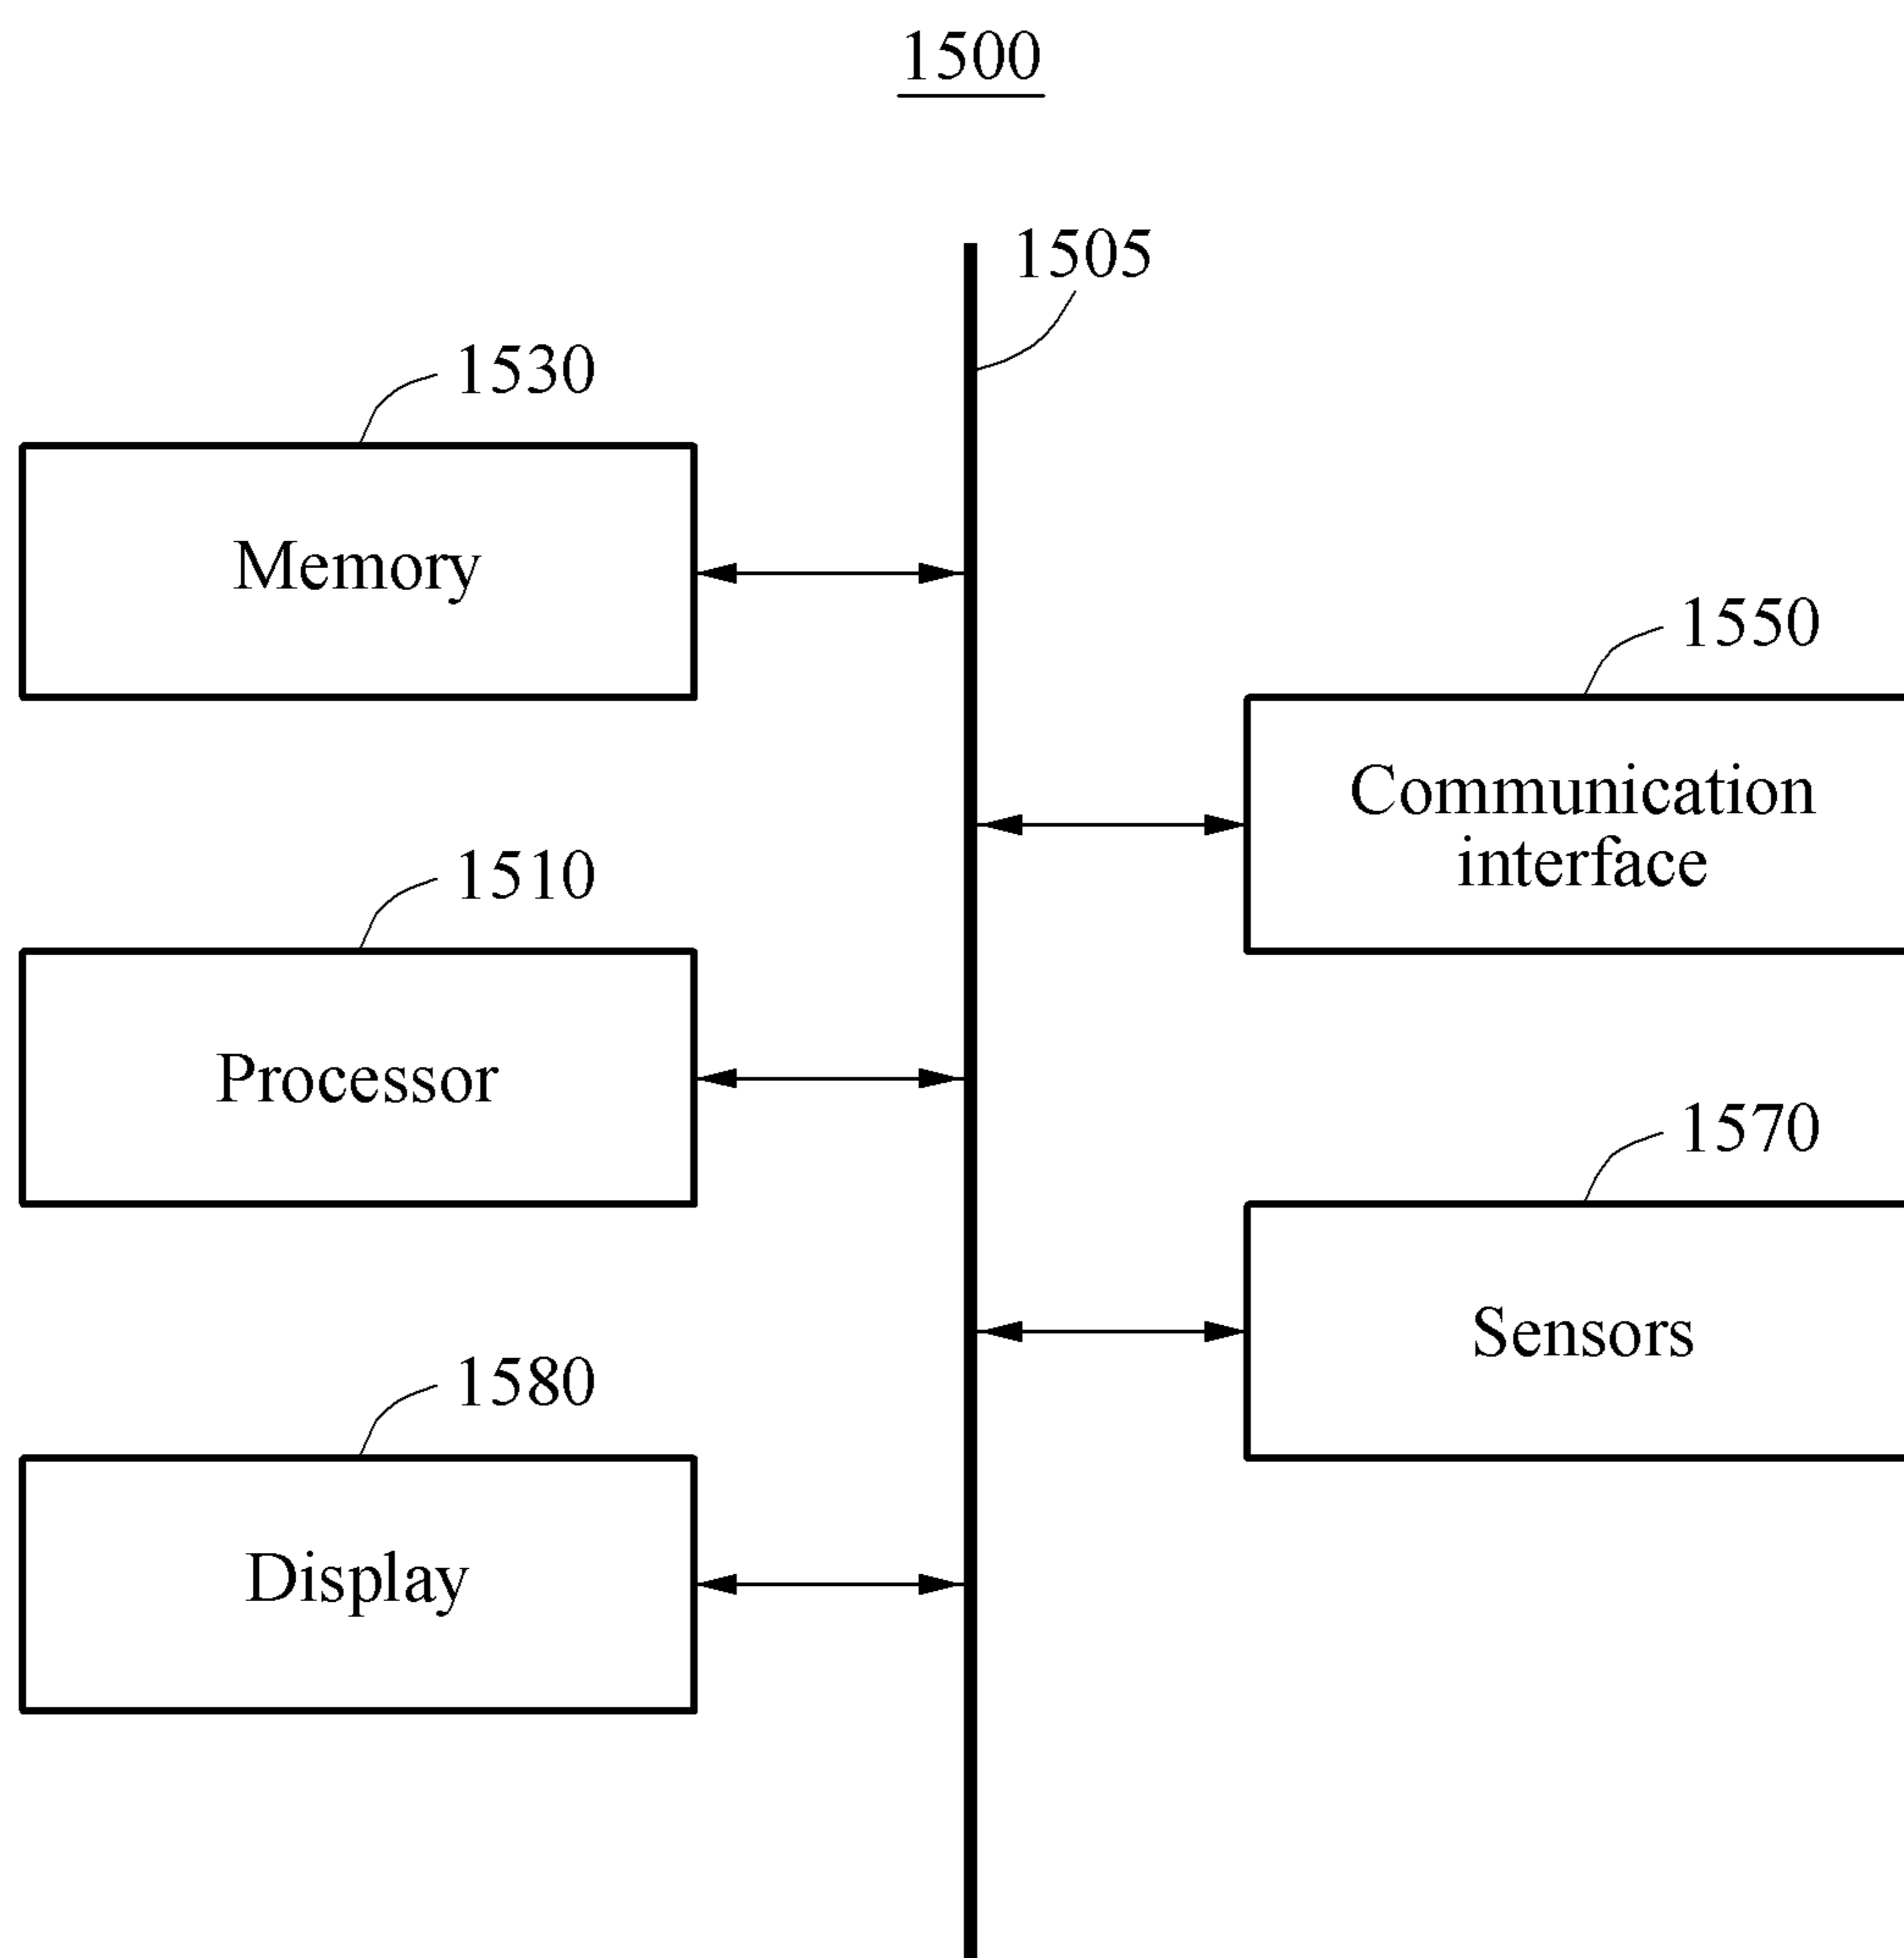 1500
1505
1530
Memory
1550
Communication
interface
1510
Processor
1570
Sensors
1580
Display